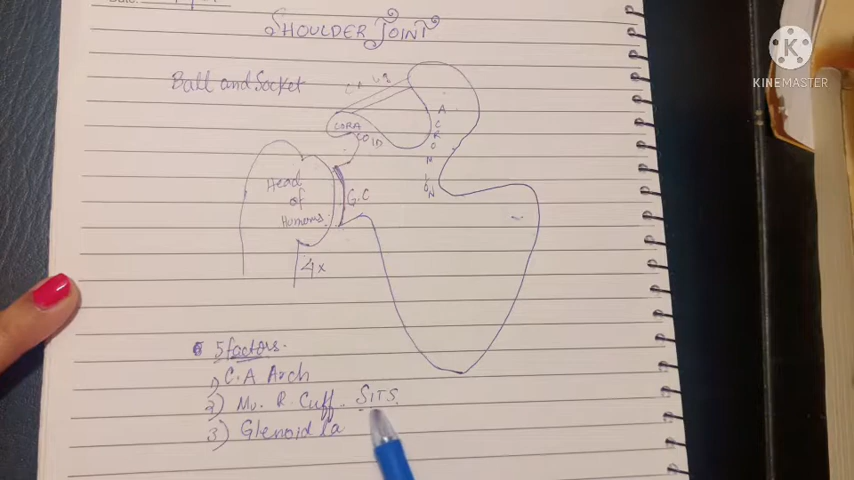 Date:
SHOULDER JOINT
Ball and Socket
CORA
COID
ACROMION
Head
of
Humerus
G.C
4x
5 factors.
1) C.A Arch
2) Mu. R. Cuff. SITS.
3) Glenoid la
K
KINEMASTER